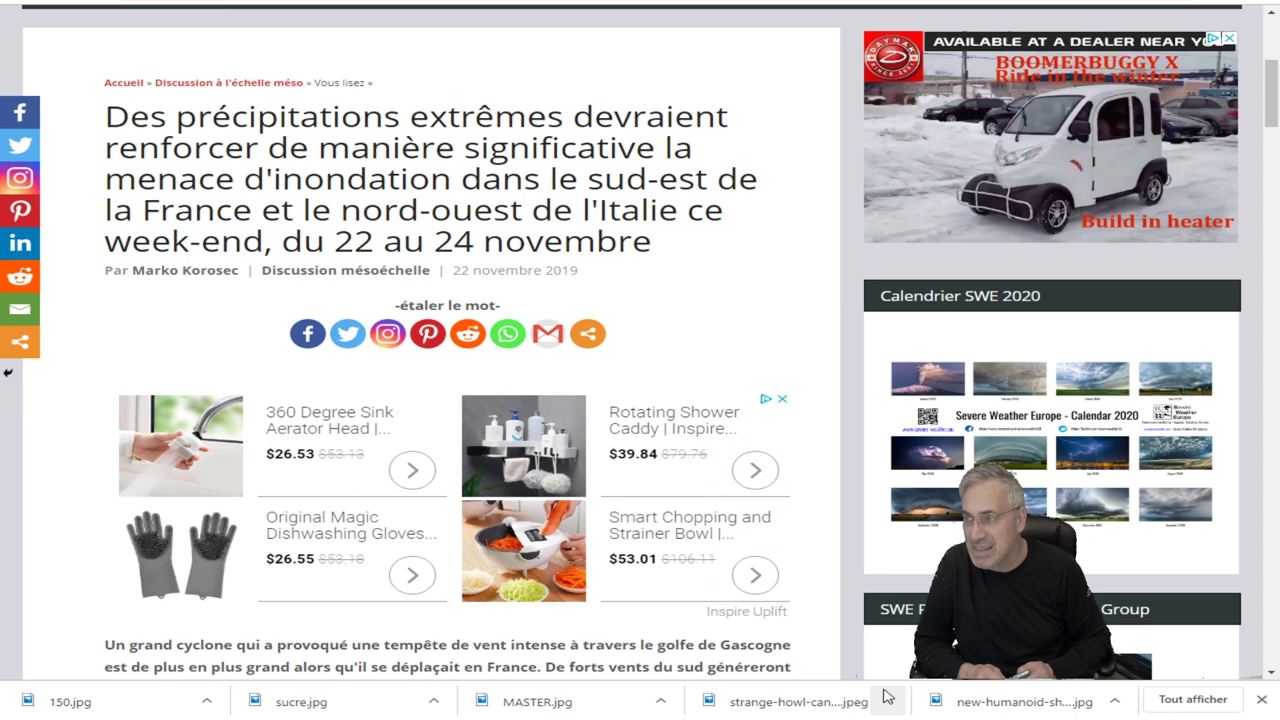 AVAILABLE AT A DEALER NEAR
DAYMAK
BOOMERBUGGY X
Ride in the winter
Build in heater
Accueil » Discussion à l'échelle méso » Vous lisez »
Des précipitations extrêmes devraient
renforcer de manière significative la
menace d'inondation dans le sud-est de
la France et le nord-ouest de l'Italie ce
week-end, du 22 au 24 novembre
Par Marko Korosec | Discussion mésoéchelle | 22 novembre 2019
-étaler le mot-
360 Degree Sink
Aerator Head |...
$26.53 $53.13
Rotating Shower
Caddy | Inspire...
$39.84 $79.76
Original Magic
Dishwashing Gloves...
$26.55 $53.18
Smart Chopping and
Strainer Bowl |...
$53.01 $106.11
Inspire Uplift
Un grand cyclone qui a provoqué une tempête de vent intense à travers le golfe de Gascogne
est de plus en plus grand alors qu'il se déplaçait en France. De forts vents du sud généreront
Calendrier SWE 2020
Severe Weather Europe - Calendar 2020
Severe
Weather
Europe
SWE Group
150.jpg
sucre.jpg
MASTER.jpg
strange-howl-can....jpeg
new-humanoid-sh....jpg
Tout afficher